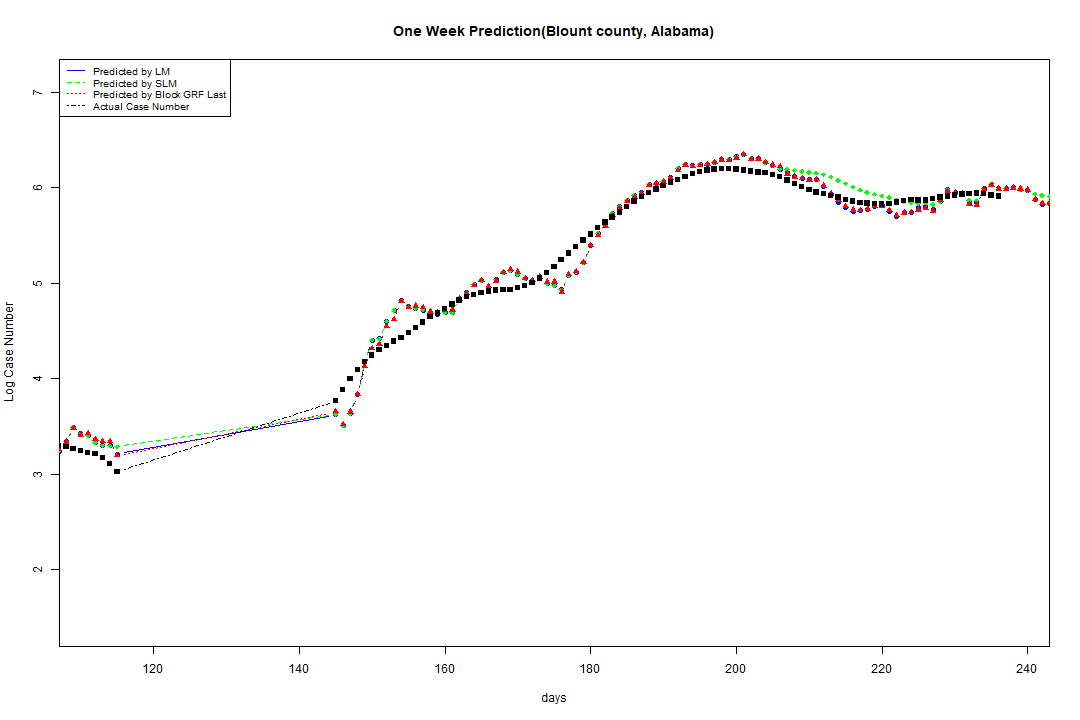 One Week Prediction(Blount county, Alabama)
Predicted by LM
Predicted by SLM
Predicted by Block GRF Last
Actual Case Number
7
6
5
4
3
2
Log Case Number
120 140 160 180 200 220 240
days